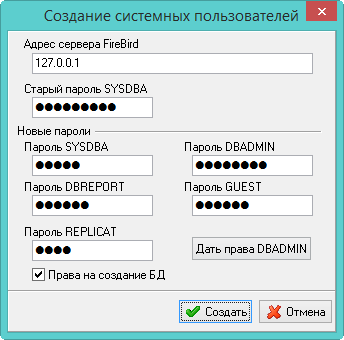 Создание системных пользователей
Адрес сервера FireBird
127.0.0.1
Старый пароль SYSDBA
●●●●●●●●●
Новые пароли
Пароль SYSDBA Пароль DBADMIN
●●●●● ●●●●●●●●
Пароль DBREPORT Пароль GUEST
●●●●●● ●●●●●●
Пароль REPLICAT
●●●● Дать права DBADMIN
Права на создание БД
Создать Отмена